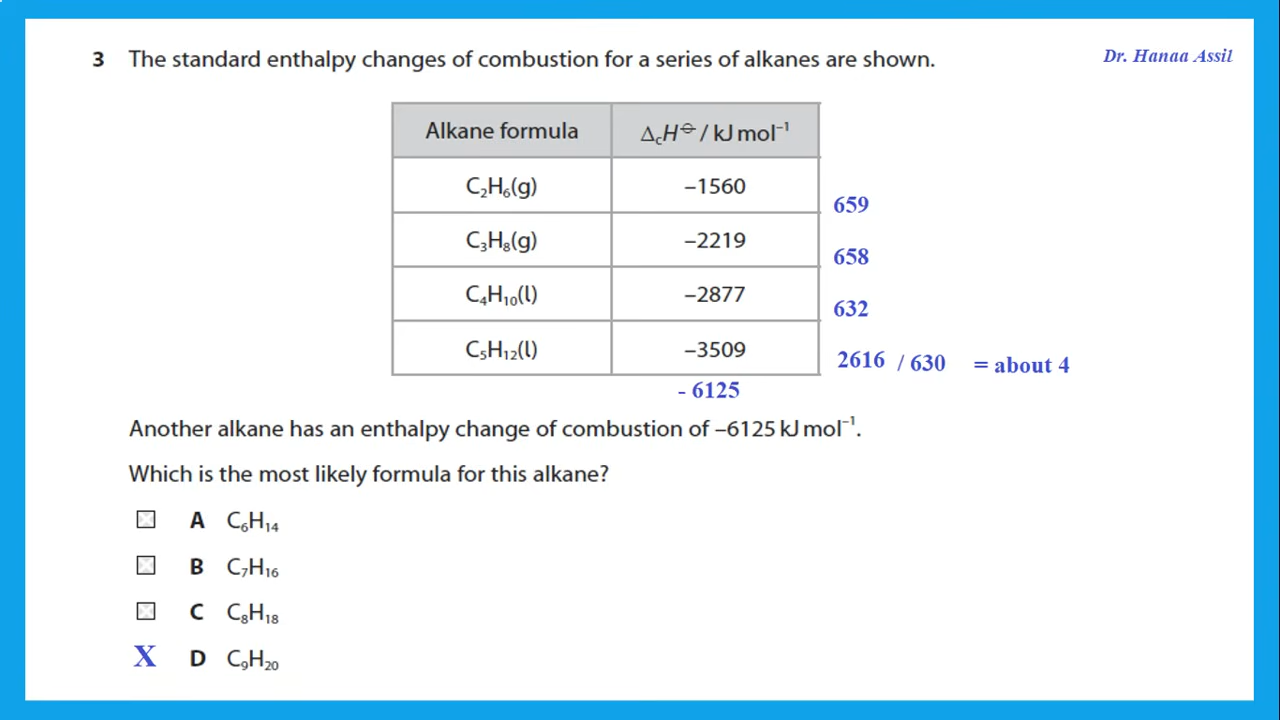 3 The standard enthalpy changes of combustion for a series of alkanes are shown.
Dr. Hanaa Assil
Alkane formula ΔcH⦵ / kJ mol⁻¹
C₂H₆(g) –1560
659
C₃H₈(g) –2219
658
C₄H₁₀(l) –2877
632
C₅H₁₂(l) –3509
2616 / 630 = about 4
- 6125
Another alkane has an enthalpy change of combustion of –6125 kJ mol⁻¹.
Which is the most likely formula for this alkane?
A C₆H₁₄
B C₇H₁₆
C C₈H₁₈
X D C₉H₂₀